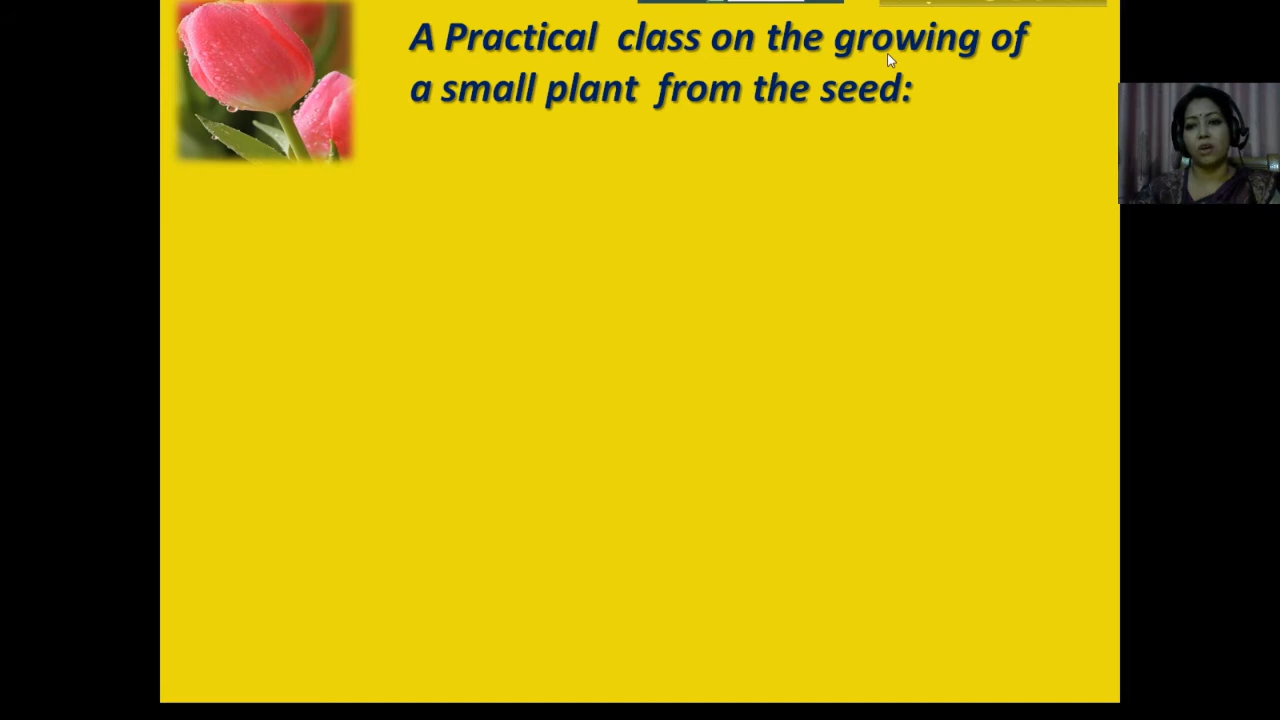 A Practical class on the growing of
a small plant from the seed: